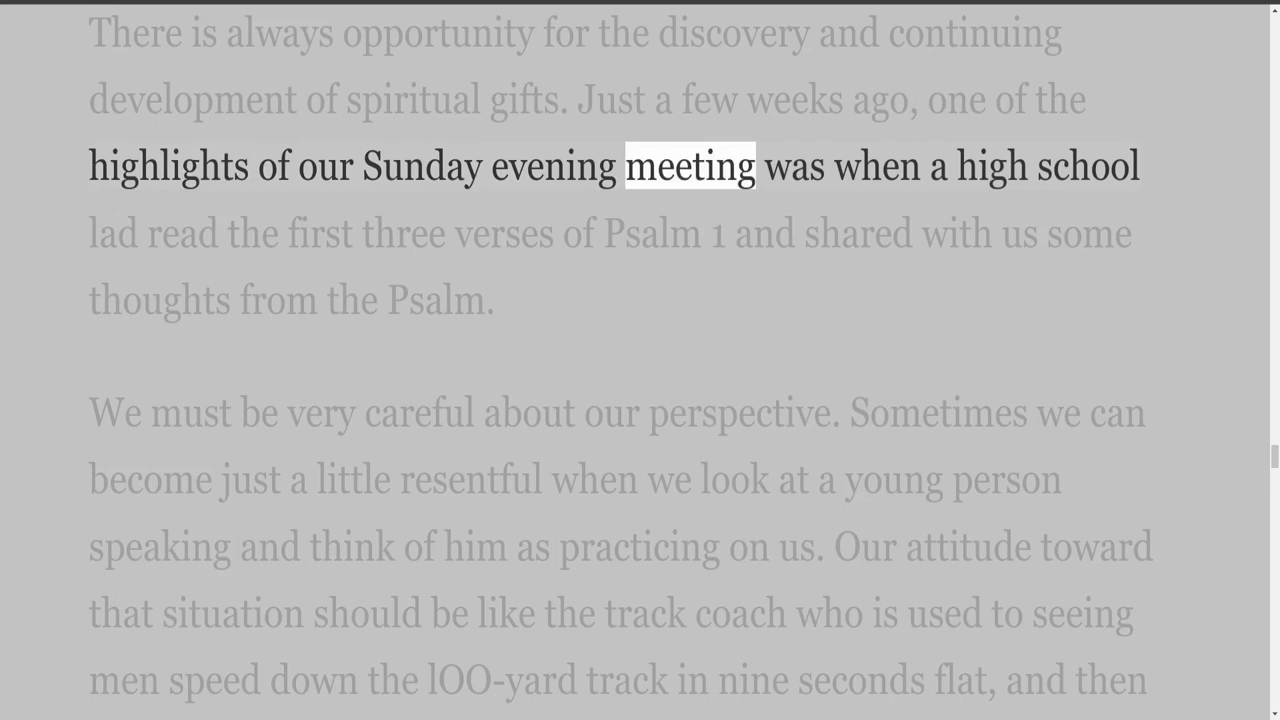 There is always opportunity for the discovery and continuing
development of spiritual gifts. Just a few weeks ago, one of the
highlights of our Sunday evening meeting was when a high school
lad read the first three verses of Psalm 1 and shared with us some
thoughts from the Psalm.
We must be very careful about our perspective. Sometimes we can
become just a little resentful when we look at a young person
speaking and think of him as practicing on us. Our attitude toward
that situation should be like the track coach who is used to seeing
men speed down the lOO-yard track in nine seconds flat, and then